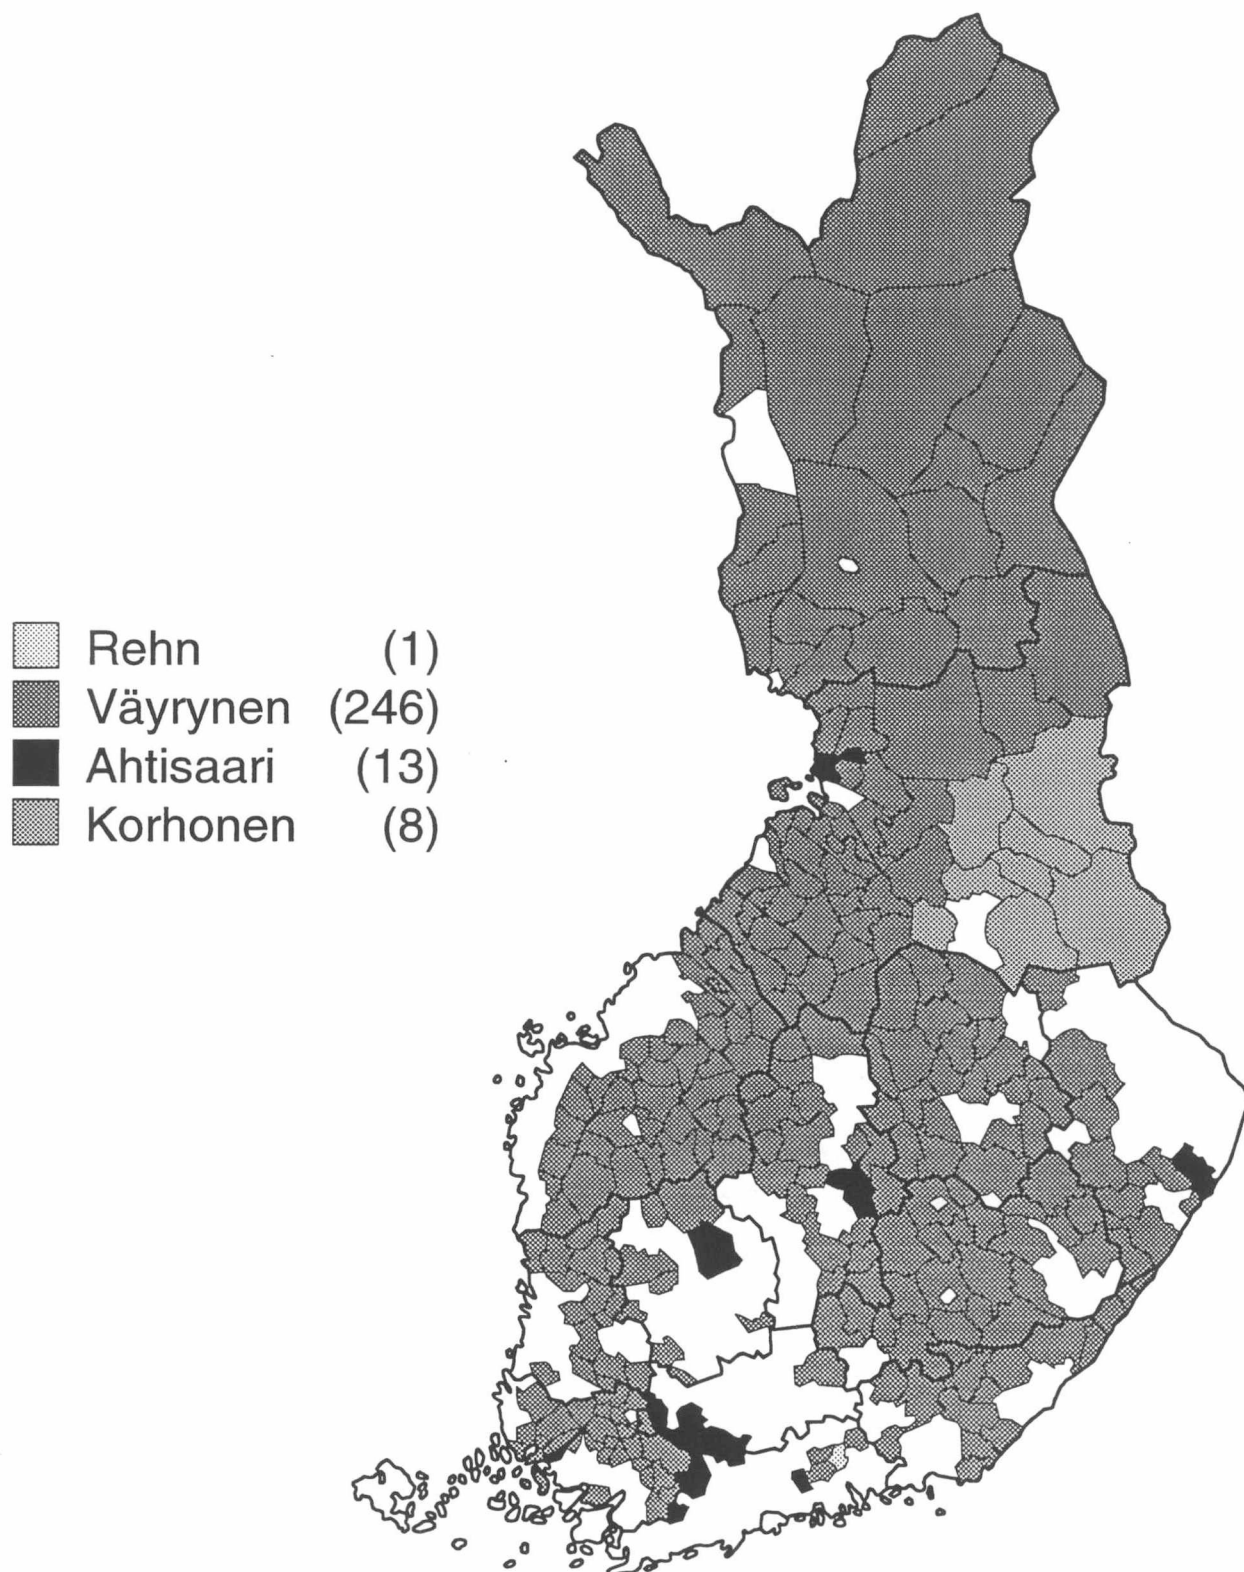 Rehn (1)
Väyrynen (246)
Ahtisaari (13)
Korhonen (8)